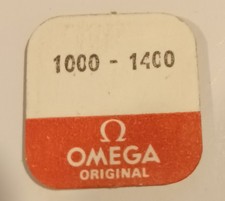 1000 - 1400
Ω
OMEGA
ORIGINAL